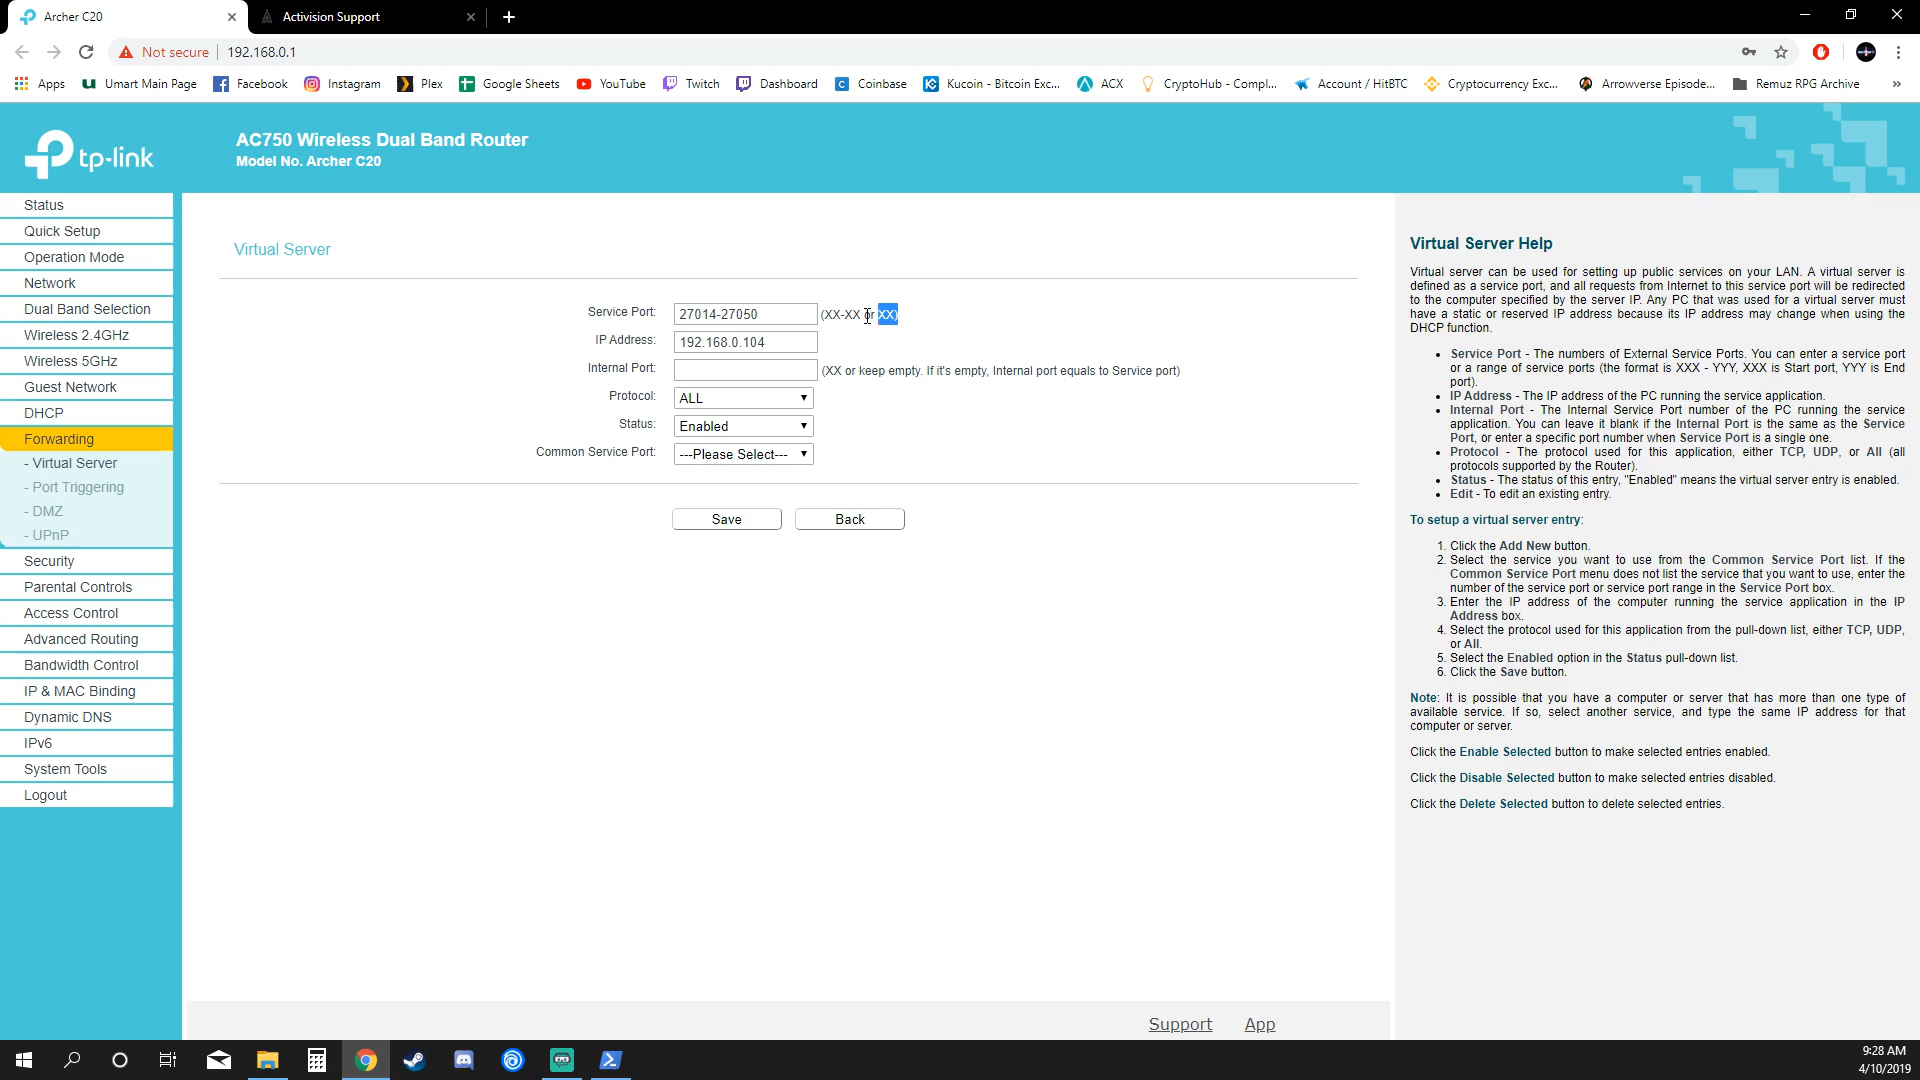 Archer C20
Activision Support
Not secure
192.168.0.1
Apps
Umart Main Page
Facebook
Instagram
Plex
Google Sheets
YouTube
Twitch
Dashboard
Coinbase
Kucoin - Bitcoin Exc...
ACX
CryptoHub - Compl...
Account / HitBTC
Cryptocurrency Exc...
Arrowverse Episode...
Remuz RPG Archive
»
tp-link
AC750 Wireless Dual Band Router
Model No. Archer C20
Status
Quick Setup
Operation Mode
Network
Dual Band Selection
Wireless 2.4GHz
Wireless 5GHz
Guest Network
DHCP
Forwarding
- Virtual Server
- Port Triggering
- DMZ
- UPnP
Security
Parental Controls
Access Control
Advanced Routing
Bandwidth Control
IP & MAC Binding
Dynamic DNS
IPv6
System Tools
Logout
Virtual Server
Service Port: 27014-27050 (XX-XX or XX)
IP Address: 192.168.0.104
Internal Port: (XX or keep empty. If it's empty, Internal port equals to Service port)
Protocol: ALL
Status: Enabled
Common Service Port: ---Please Select---
Save Back
Virtual Server Help
Virtual server can be used for setting up public services on your LAN. A virtual server is
defined as a service port, and all requests from Internet to this service port will be redirected
to the computer specified by the server IP. Any PC that was used for a virtual server must
have a static or reserved IP address because its IP address may change when using the
DHCP function.
• Service Port - The numbers of External Service Ports. You can enter a service port
or a range of service ports (the format is XXX - YYY, XXX is Start port, YYY is End
port).
• IP Address - The IP address of the PC running the service application.
• Internal Port - The Internal Service Port number of the PC running the service
application. You can leave it blank if the Internal Port is the same as the Service
Port, or enter a specific port number when Service Port is a single one.
• Protocol - The protocol used for this application, either TCP, UDP, or All (all
protocols supported by the Router).
• Status - The status of this entry, "Enabled" means the virtual server entry is enabled.
• Edit - To edit an existing entry.
To setup a virtual server entry:
1. Click the Add New button.
2. Select the service you want to use from the Common Service Port list. If the
Common Service Port menu does not list the service that you want to use, enter the
number of the service port or service port range in the Service Port box.
3. Enter the IP address of the computer running the service application in the IP
Address box.
4. Select the protocol used for this application from the pull-down list, either TCP, UDP,
or All.
5. Select the Enabled option in the Status pull-down list.
6. Click the Save button.
Note: It is possible that you have a computer or server that has more than one type of
available service. If so, select another service, and type the same IP address for that
computer or server.
Click the Enable Selected button to make selected entries enabled.
Click the Disable Selected button to make selected entries disabled.
Click the Delete Selected button to delete selected entries.
Support App
9:28 AM
4/10/2019